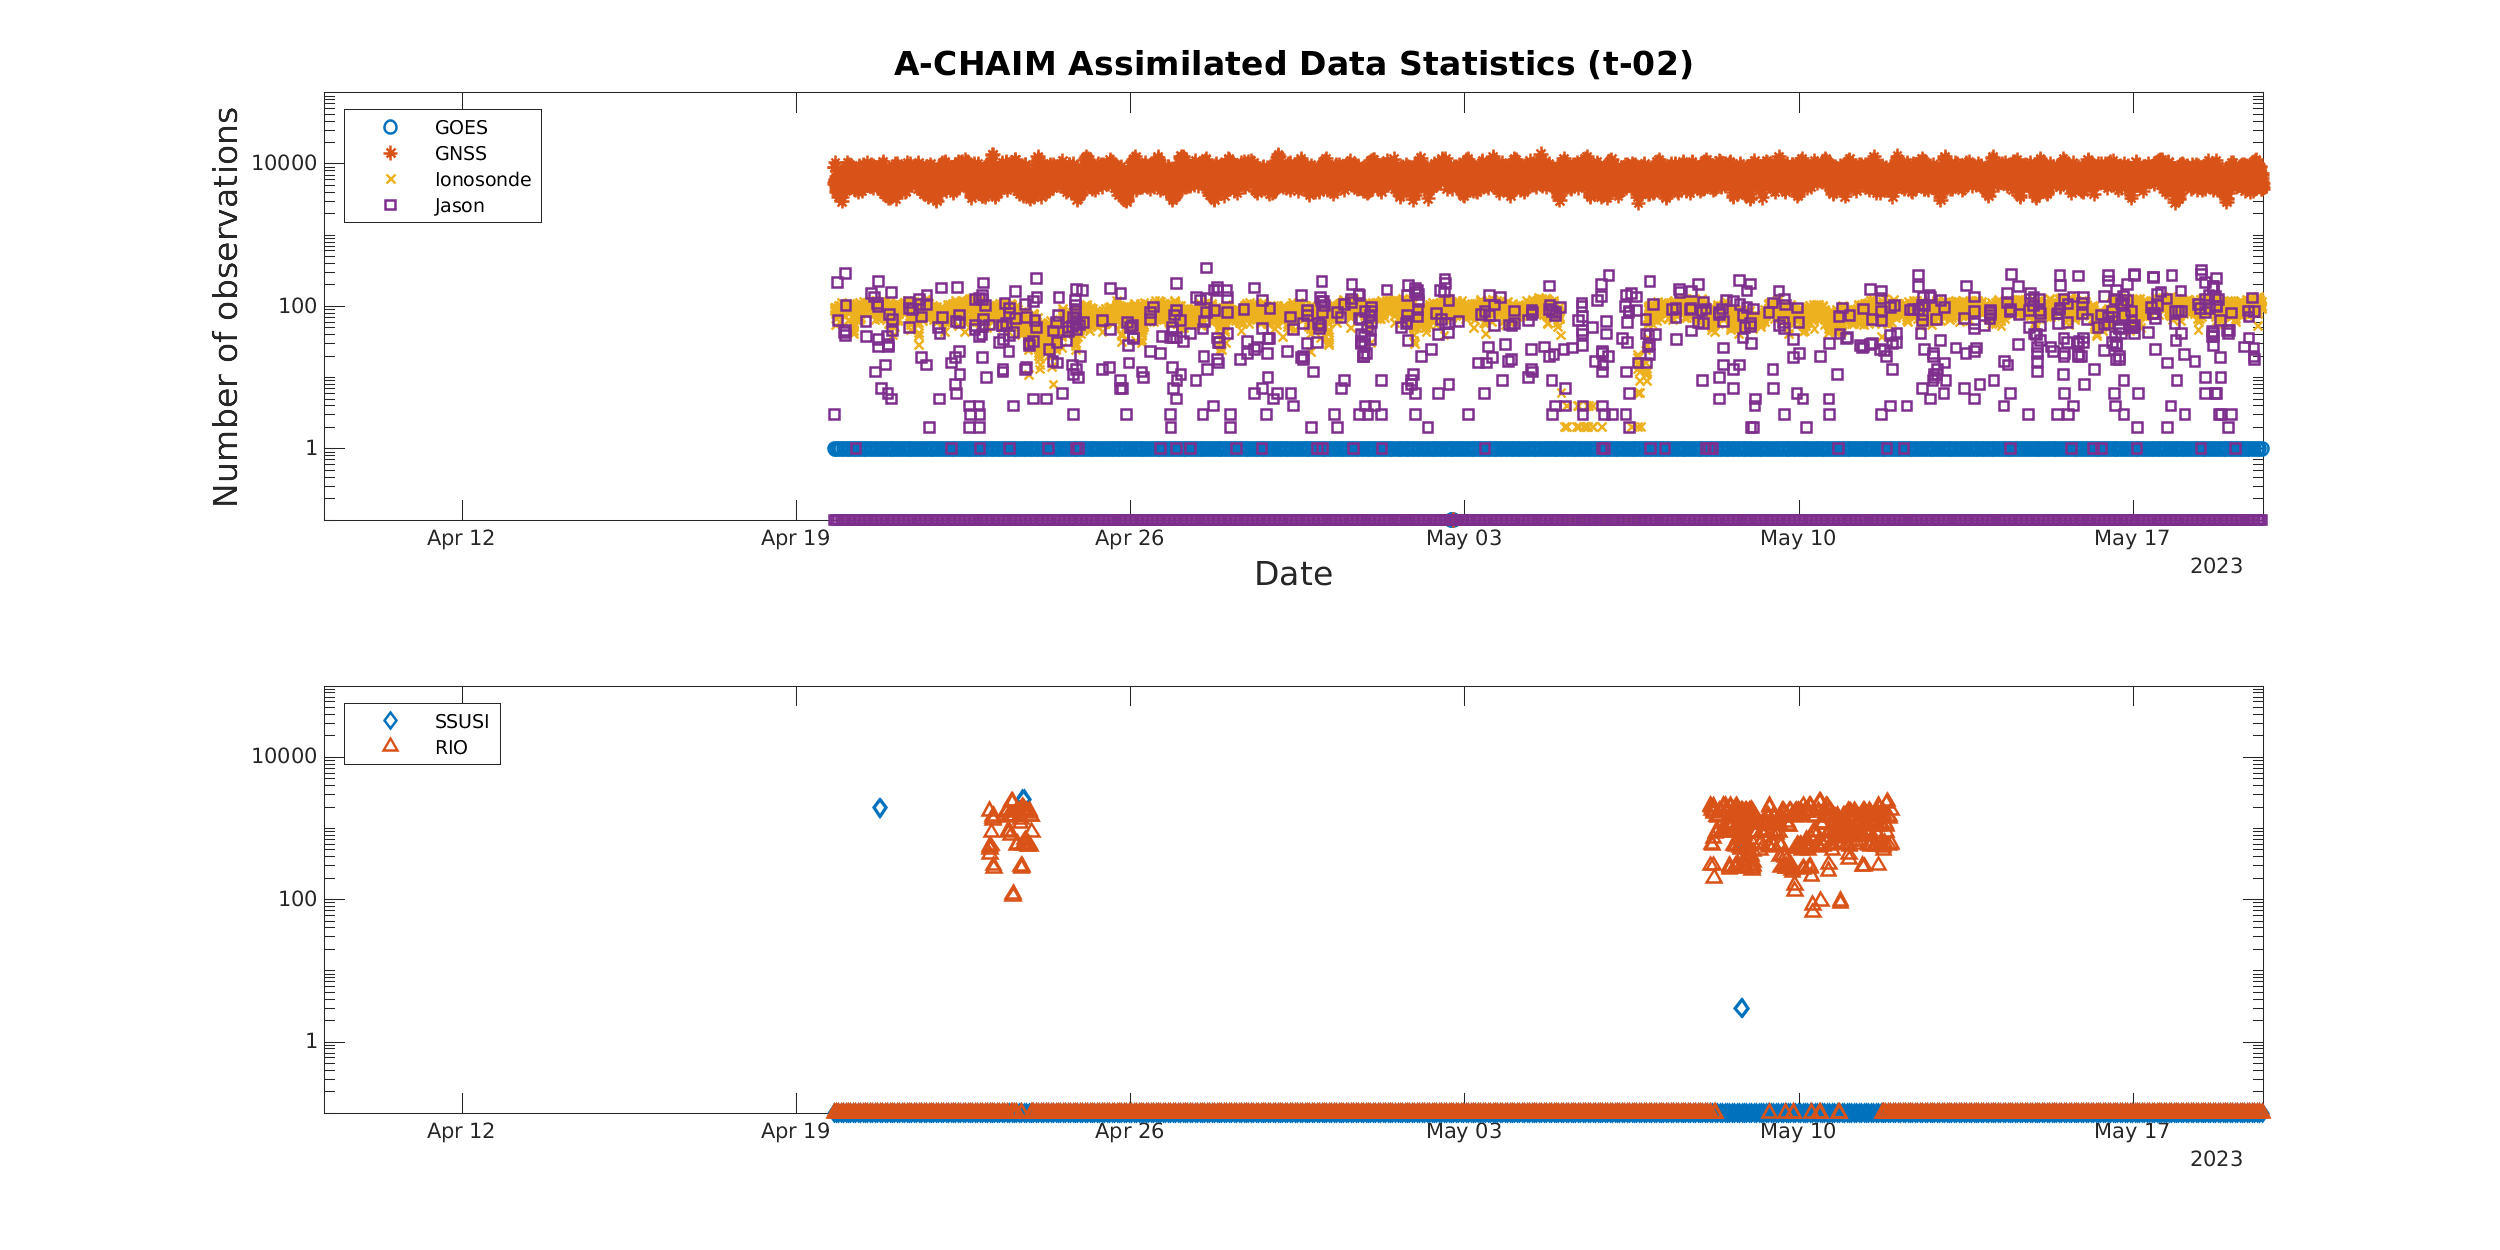 A-CHAIM Assimilated Data Statistics (t-02)
Number of observations
GOES
GNSS
Ionosonde
Jason
10000
100
1
Apr 12 Apr 19 Apr 26 May 03 May 10 May 17
2023
Date
SSUSI
RIO
10000
100
1
Apr 12 Apr 19 Apr 26 May 03 May 10 May 17
2023